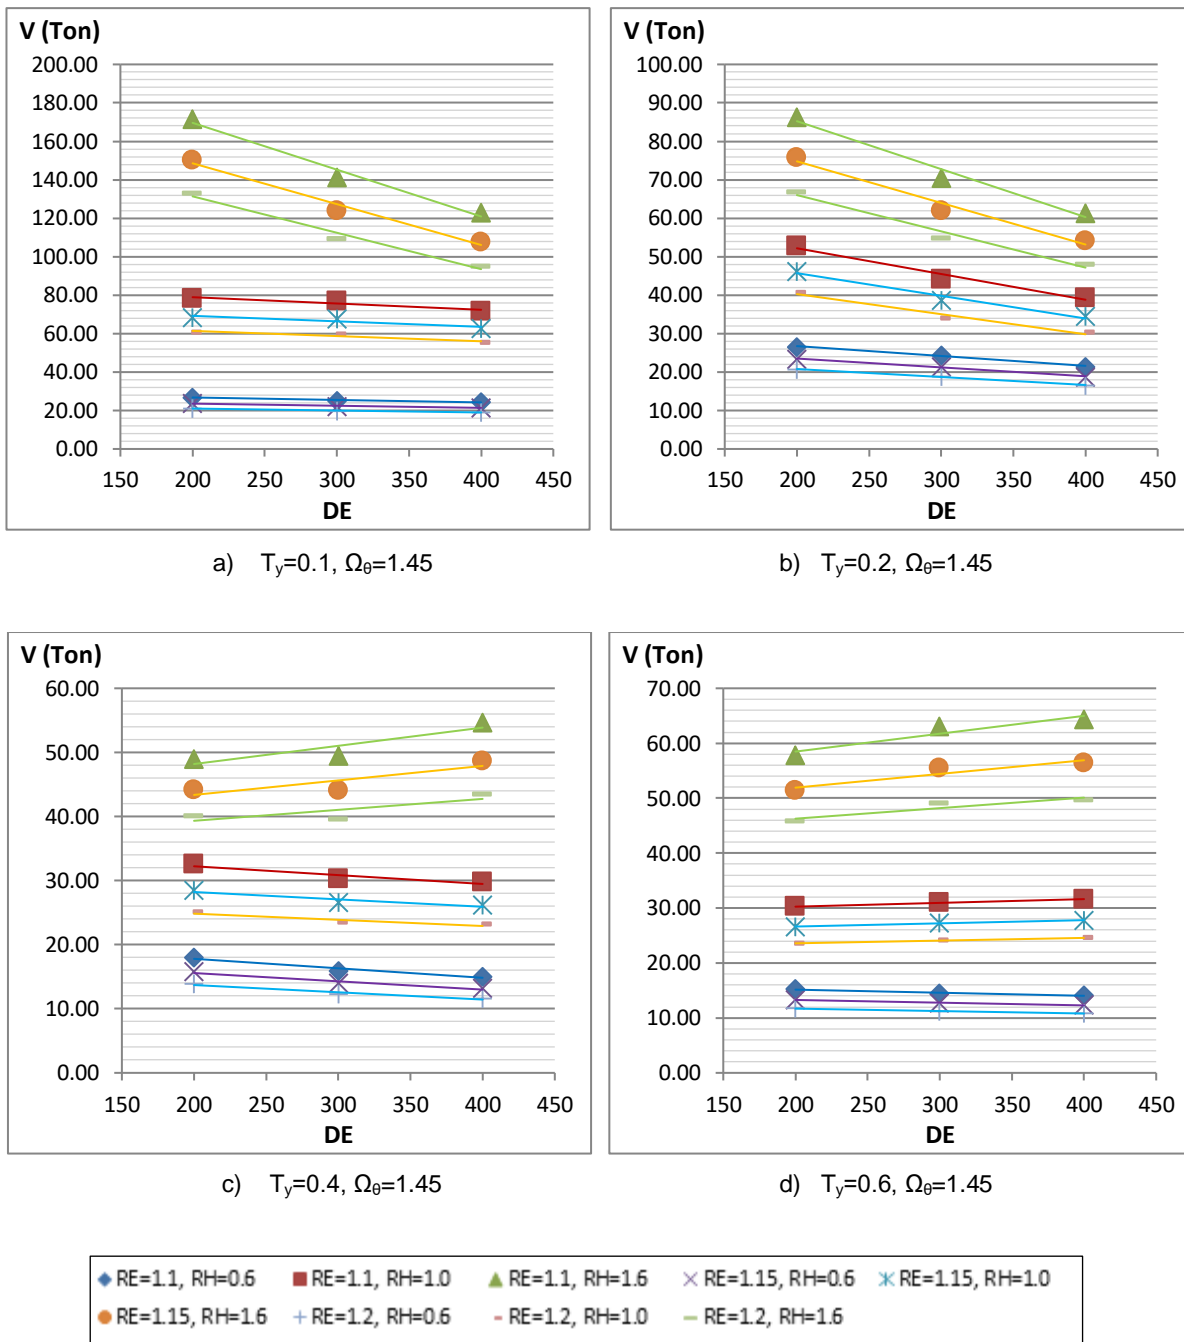 V (Ton)
200.00
180.00
160.00
140.00
120.00
100.00
80.00
60.00
40.00
20.00
0.00
150 200 250 300 350 400 450
DE
a) Ty=0.1, Ωθ=1.45
V (Ton)
100.00
90.00
80.00
70.00
60.00
50.00
40.00
30.00
20.00
10.00
0.00
150 200 250 300 350 400 450
DE
b) Ty=0.2, Ωθ=1.45
V (Ton)
60.00
50.00
40.00
30.00
20.00
10.00
0.00
150 200 250 300 350 400 450
DE
c) Ty=0.4, Ωθ=1.45
V (Ton)
70.00
60.00
50.00
40.00
30.00
20.00
10.00
0.00
150 200 250 300 350 400 450
DE
d) Ty=0.6, Ωθ=1.45
RE=1.1, RH=0.6 RE=1.1, RH=1.0 RE=1.1, RH=1.6 RE=1.15, RH=0.6 RE=1.15, RH=1.0
RE=1.15, RH=1.6 RE=1.2, RH=0.6 RE=1.2, RH=1.0 RE=1.2, RH=1.6